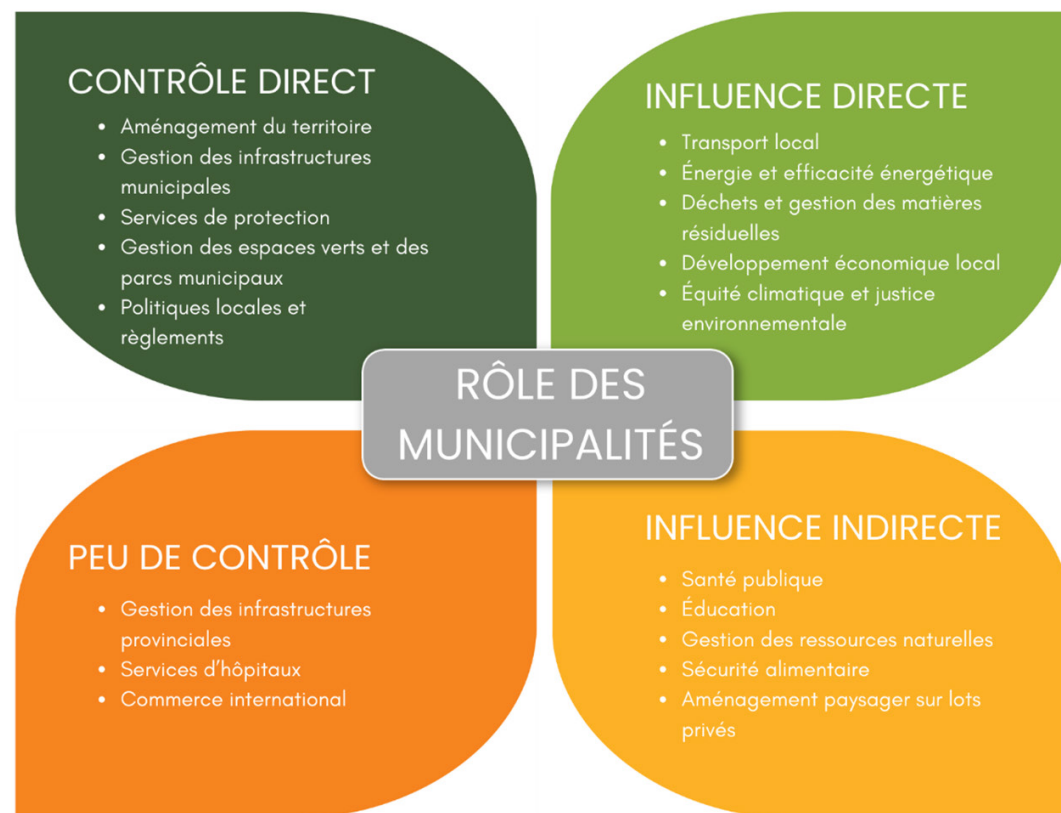 CONTRÔLE DIRECT
• Aménagement du territoire
• Gestion des infrastructures
municipales
• Services de protection
• Gestion des espaces verts et des
parcs municipaux
• Politiques locales et
règlements
INFLUENCE DIRECTE
• Transport local
• Énergie et efficacité énergétique
• Déchets et gestion des matières
résiduelles
• Développement économique local
• Équité climatique et justice
environnementale
RÔLE DES
MUNICIPALITÉS
PEU DE CONTRÔLE
• Gestion des infrastructures
provinciales
• Services d’hôpitaux
• Commerce international
INFLUENCE INDIRECTE
• Santé publique
• Éducation
• Gestion des ressources naturelles
• Sécurité alimentaire
• Aménagement paysager sur lots
privés